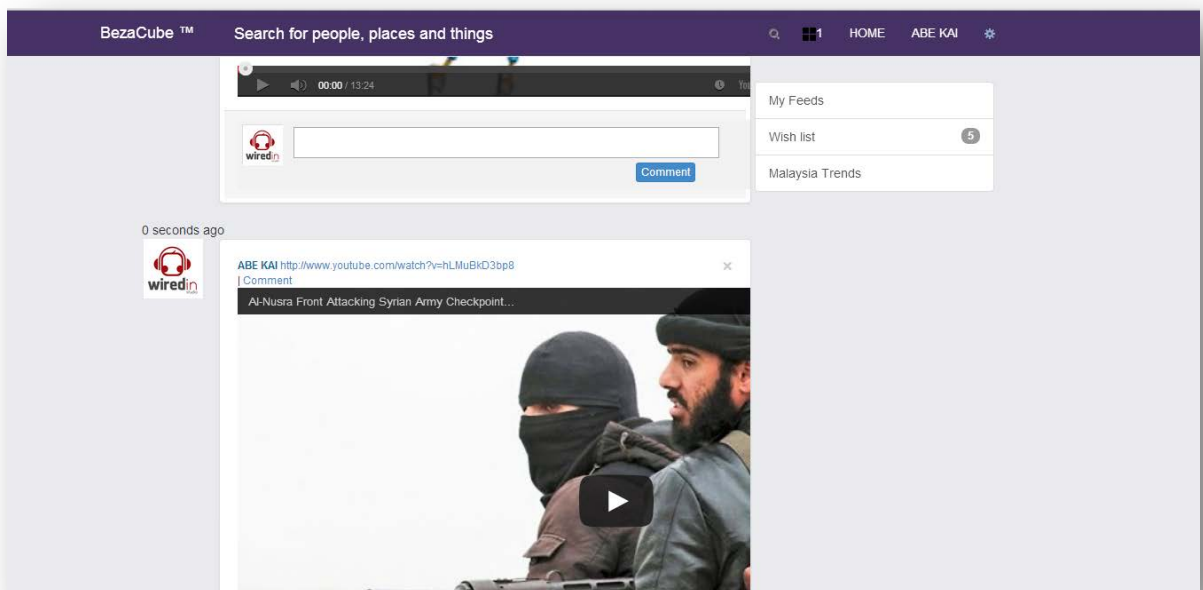 BezaCube ™ Search for people, places and things 1 HOME ABE KAI
00:00 / 13:24 You
wiredin
Comment
My Feeds
Wish list 5
Malaysia Trends
0 seconds ago
wiredin
ABE KAI http://www.youtube.com/watch?v=hLMuBkD3bp8
| Comment
Al-Nusra Front Attacking Syrian Army Checkpoint...